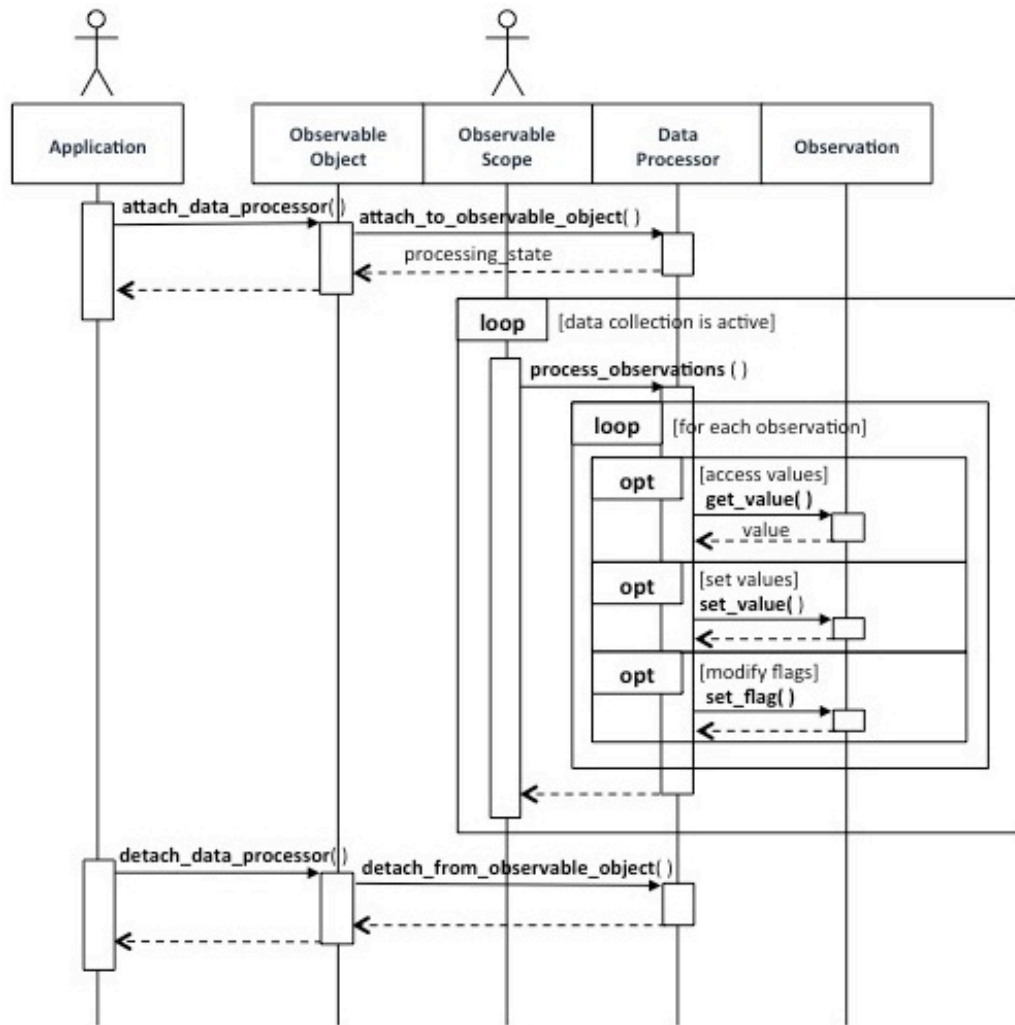 Application
Observable
Object
Observable
Scope
Data
Processor
Observation
attach_data_processor( )
attach_to_observable_object( )
processing_state
loop
[data collection is active]
process_observations ( )
loop
[for each observation]
opt
[access values]
get_value( )
value
opt
[set values]
set_value( )
opt
[modify flags]
set_flag( )
detach_data_processor( )
detach_from_observable_object( )